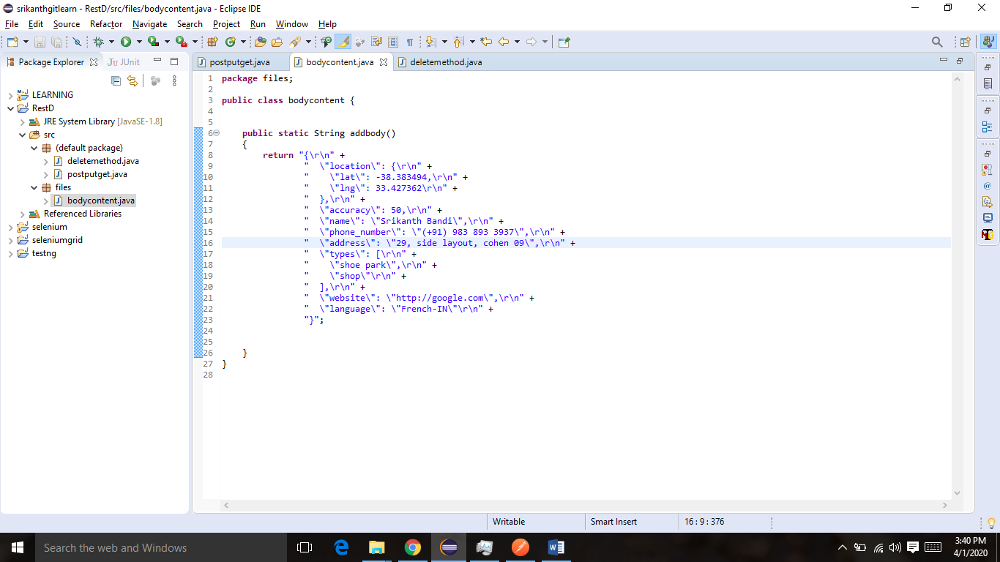 srikanthgitlearn - RestD/src/files/bodycontent.java - Eclipse IDE
File Edit Source Refactor Navigate Search Project Run Window Help
Package Explorer JUnit
postputget.java bodycontent.java deletemethod.java
LEARNING
RestD
JRE System Library [JavaSE-1.8]
src
(default package)
deletemethod.java
postputget.java
files
bodycontent.java
Referenced Libraries
selenium
seleniumgrid
testng
1 package files;
2
3 public class bodycontent {
4
5
6 public static String addbody()
7 {
8 return "{\r\n" +
9 "  \"location\": {\r\n" +
10 "    \"lat\": -38.383494,\r\n" +
11 "    \"lng\": 33.427362\r\n" +
12 "  },\r\n" +
13 "  \"accuracy\": 50,\r\n" +
14 "  \"name\": \"Srikanth Bandi\",\r\n" +
15 "  \"phone_number\": \"(+91) 983 893 3937\",\r\n" +
16 "  \"address\": \"29, side layout, cohen 09\",\r\n" +
17 "  \"types\": [\r\n" +
18 "    \"shoe park\",\r\n" +
19 "    \"shop\"\r\n" +
20 "  ],\r\n" +
21 "  \"website\": \"http://google.com\",\r\n" +
22 "  \"language\": \"French-IN\"\r\n" +
23 "}";
24
25
26 }
27 }
28
Writable Smart Insert 16 : 9 : 376
Search the web and Windows
3:40 PM
4/1/2020